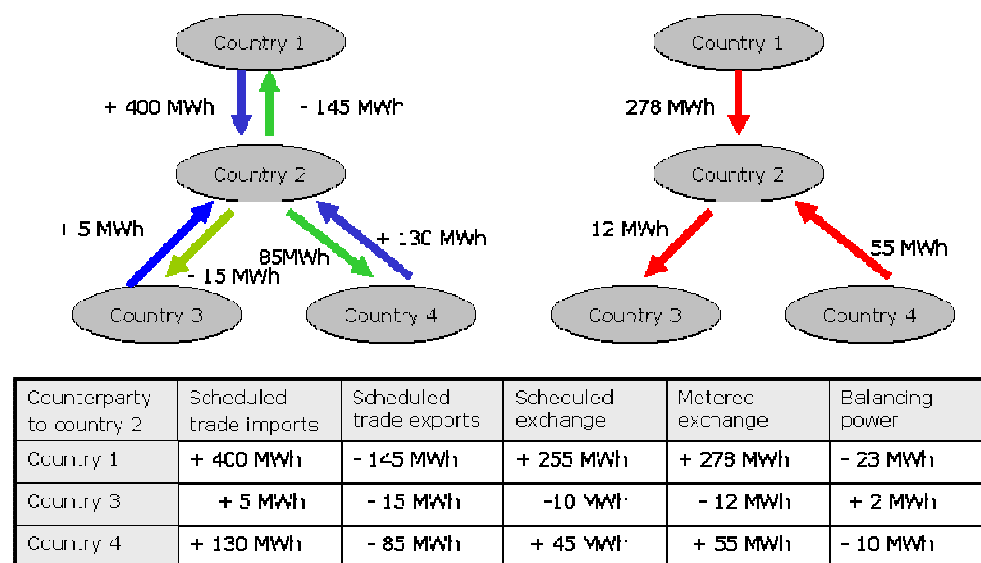 Country 1
+ 400 MWh
- 145 MWh
Country 2
+ 5 MWh
- 15 MWh
85MWh
+ 130 MWh
Country 3
Country 4
Country 1
278 MWh
Country 2
12 MWh
55 MWh
Country 3
Country 4
Counterparty to country 2 Scheduled trade imports Scheduled trade exports Scheduled exchange Metered exchange Balancing power
Country 1 + 400 MWh - 145 MWh + 255 MWh + 278 MWh - 23 MWh
Country 3 + 5 MWh - 15 MWh -10 MWh - 12 MWh + 2 MWh
Country 4 + 130 MWh - 85 MWh + 45 MWh + 55 MWh - 10 MWh